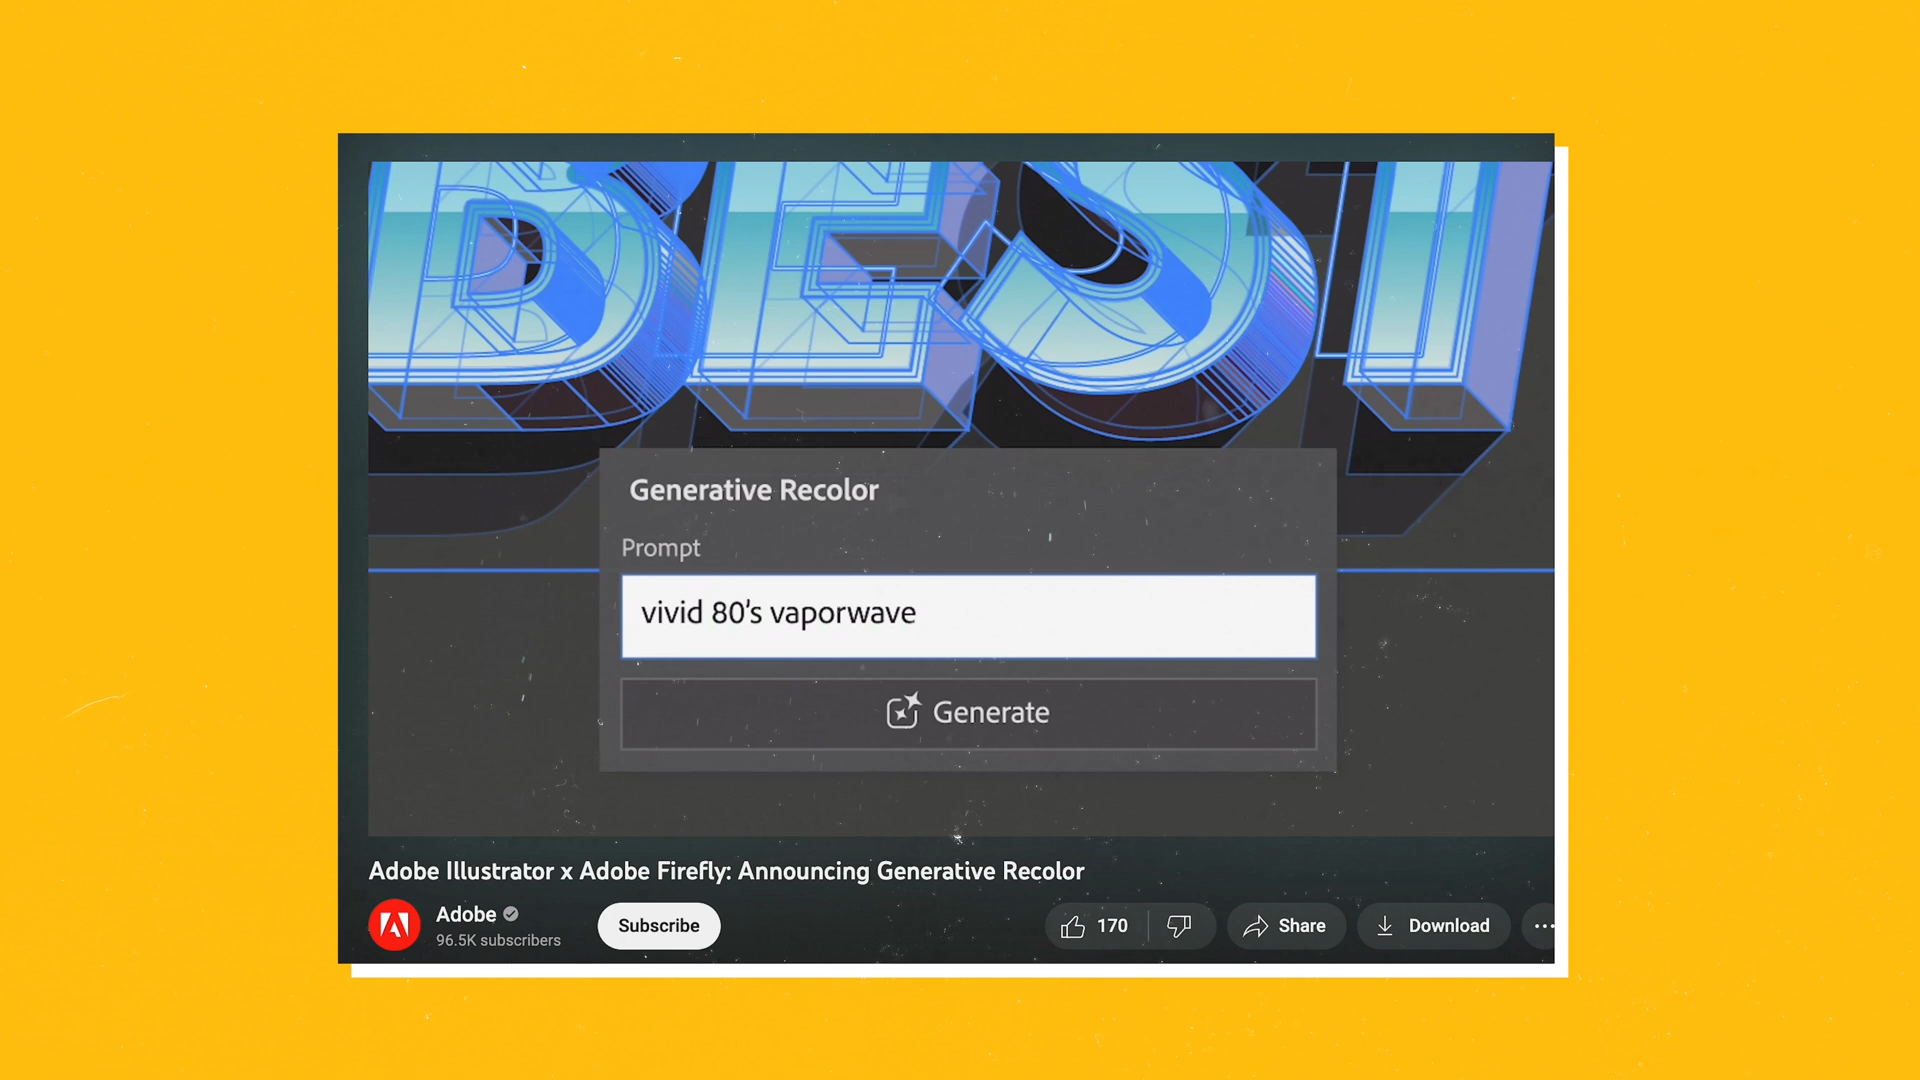 BEST
Generative Recolor
Prompt
vivid 80's vaporwave
Generate
Adobe Illustrator x Adobe Firefly: Announcing Generative Recolor
Adobe
96.5K subscribers
Subscribe
170
Share
Download